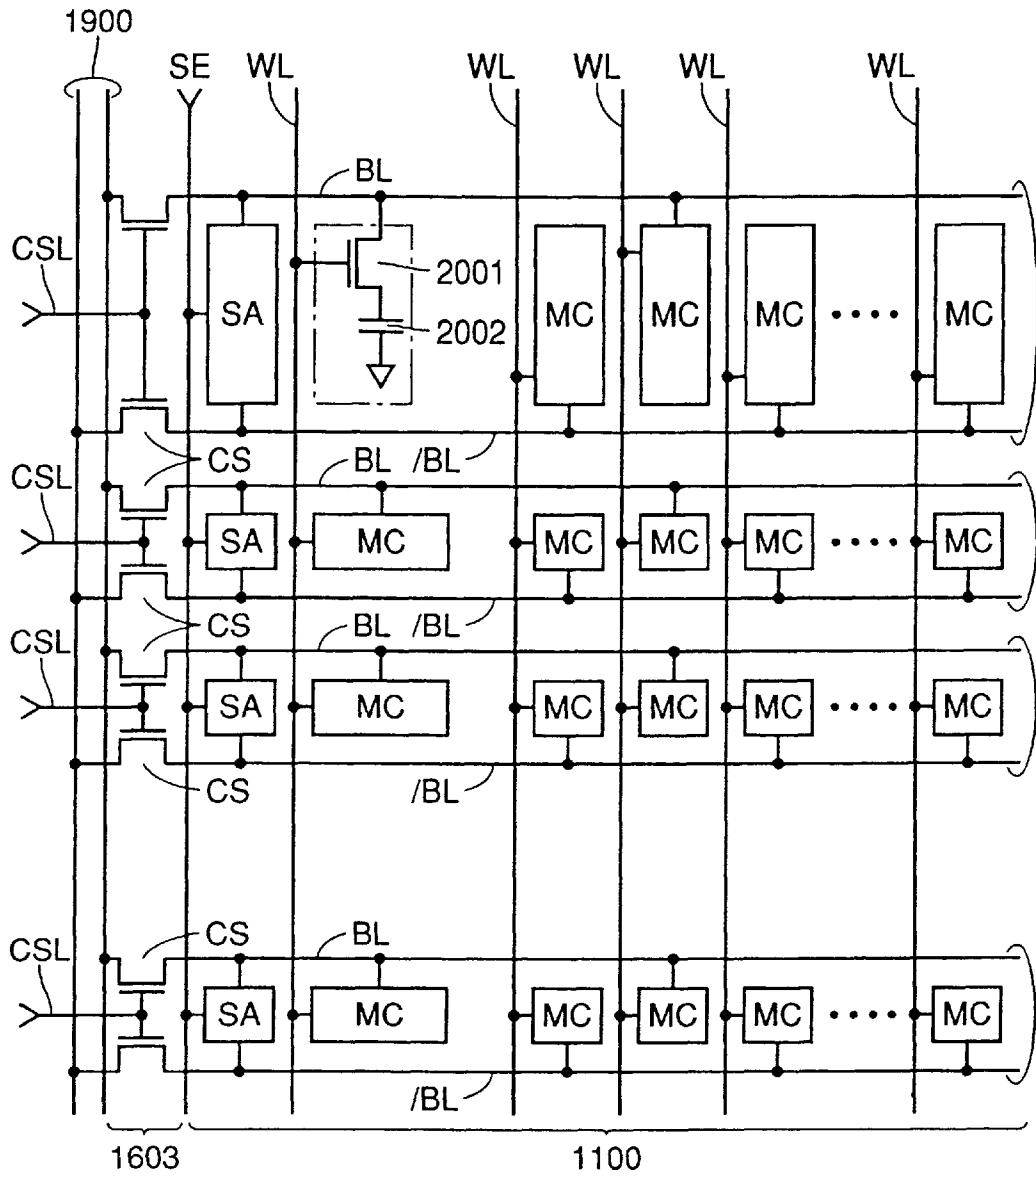 1900
SE WL WL WL WL WL
BL
CSL 2001
SA MC MC MC MC
2002
CS BL /BL
CSL
SA MC MC MC MC MC
CS BL /BL
CSL
SA MC MC MC MC MC
CS /BL
CS BL
CSL
SA MC MC MC MC MC
/BL
1603 1100